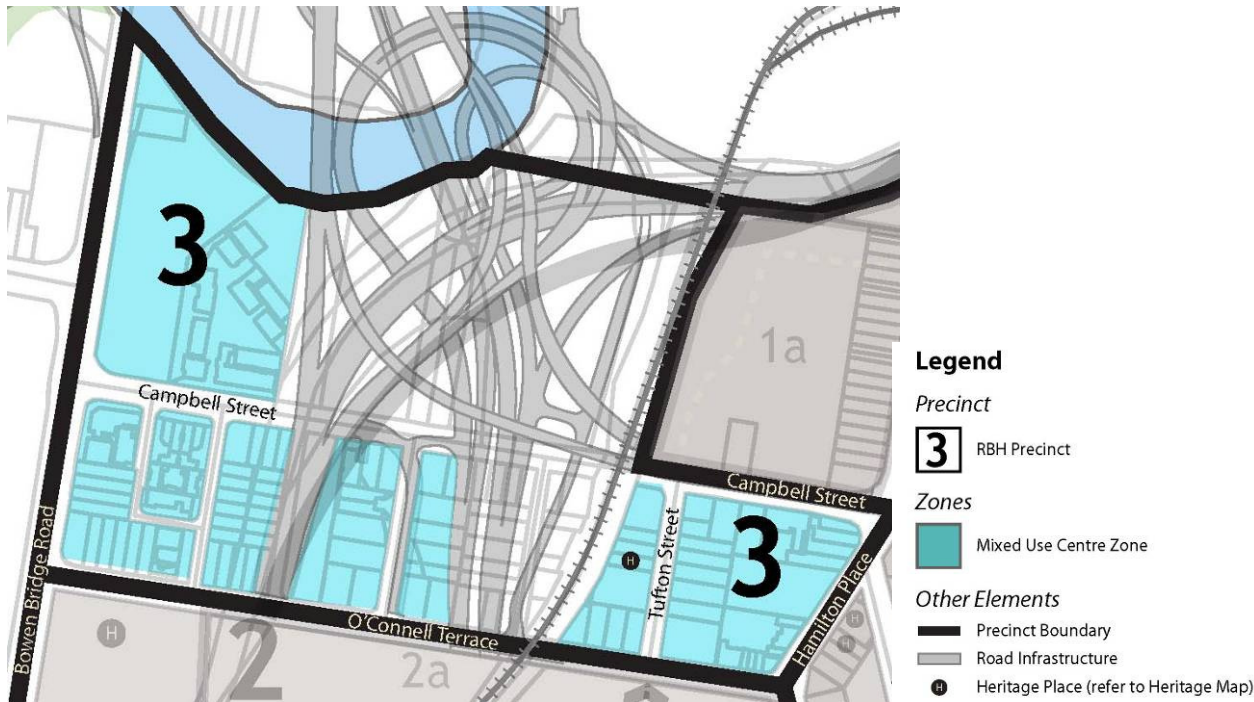 3
1a
Campbell Street
Campbell Street
3
Tufton Street
H
Hamilton Place
Bowen Bridge Road
O'Connell Terrace
H
2
2a
H
H
Legend
Precinct
3 RBH Precinct
Zones
Mixed Use Centre Zone
Other Elements
Precinct Boundary
Road Infrastructure
H Heritage Place (refer to Heritage Map)